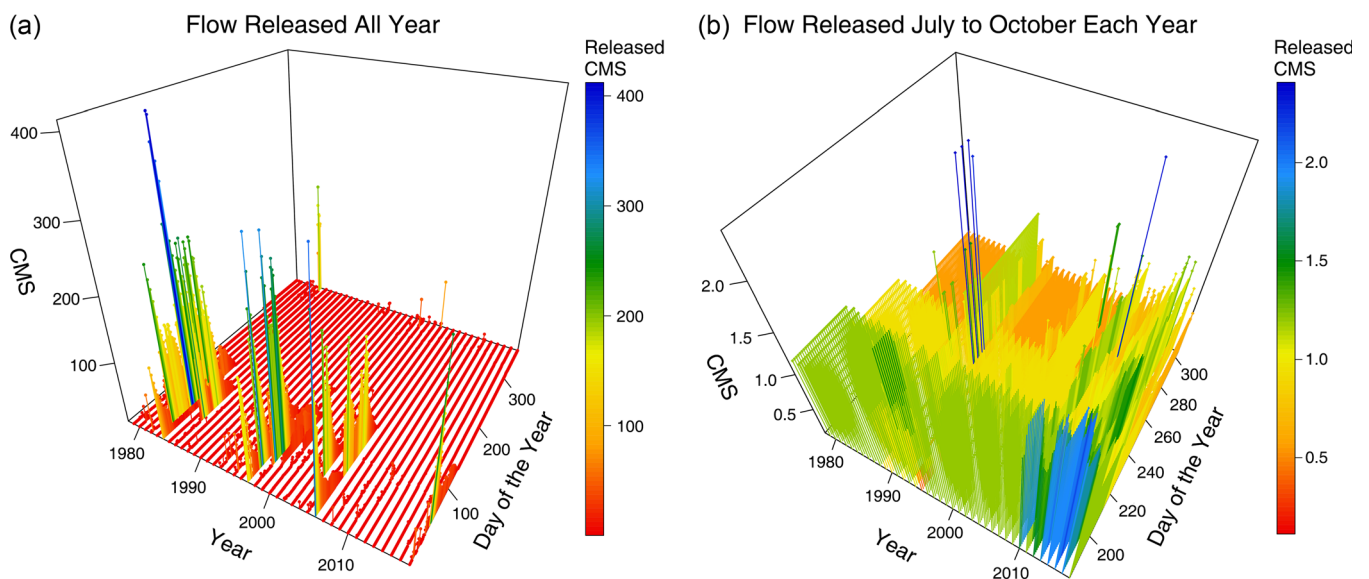 (a) Flow Released All Year
Released
CMS
400
300
200
100
CMS
400
300
200
100
1980
1990
2000
2010
Year
100
200
300
Day of the Year
(b) Flow Released July to October Each Year
Released
CMS
2.0
1.5
1.0
0.5
CMS
2.0
1.5
1.0
0.5
1980
1990
2000
2010
Year
200
220
240
260
280
300
Day of the Year